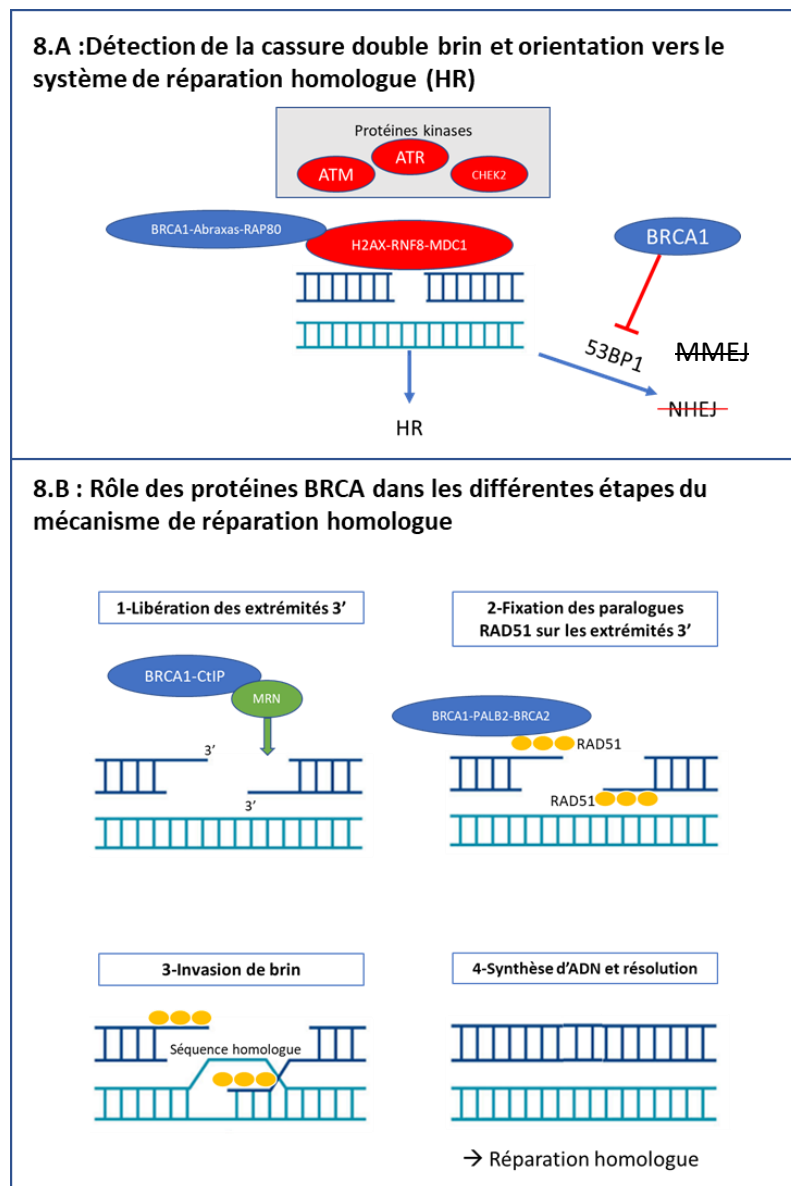 8.A :Détection de la cassure double brin et orientation vers le
système de réparation homologue (HR)
Protéines kinases
ATM
ATR
CHEK2
BRCA1-Abraxas-RAP80
H2AX-RNF8-MDC1
BRCA1
53BP1
MMEJ
NHEJ
HR
8.B : Rôle des protéines BRCA dans les différentes étapes du
mécanisme de réparation homologue
1-Libération des extrémités 3’
BRCA1-CtIP
MRN
3’
3’
2-Fixation des paralogues
RAD51 sur les extrémités 3’
BRCA1-PALB2-BRCA2
RAD51
RAD51
3-Invasion de brin
Séquence homologue
4-Synthèse d’ADN et résolution
→ Réparation homologue